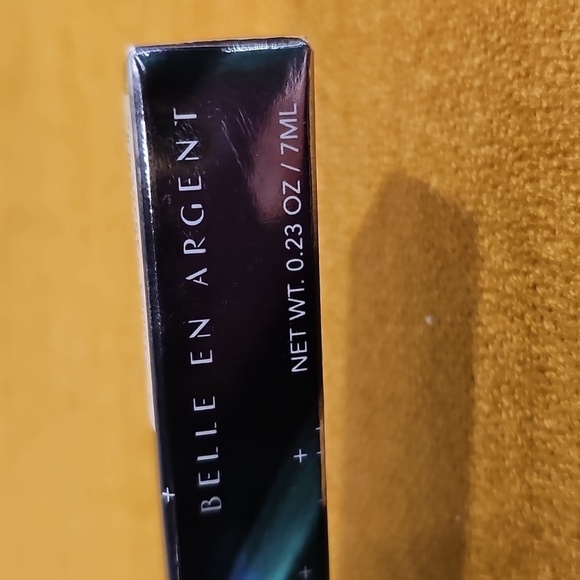 BELLE EN ARGENT
NET WT. 0.23 OZ / 7ML